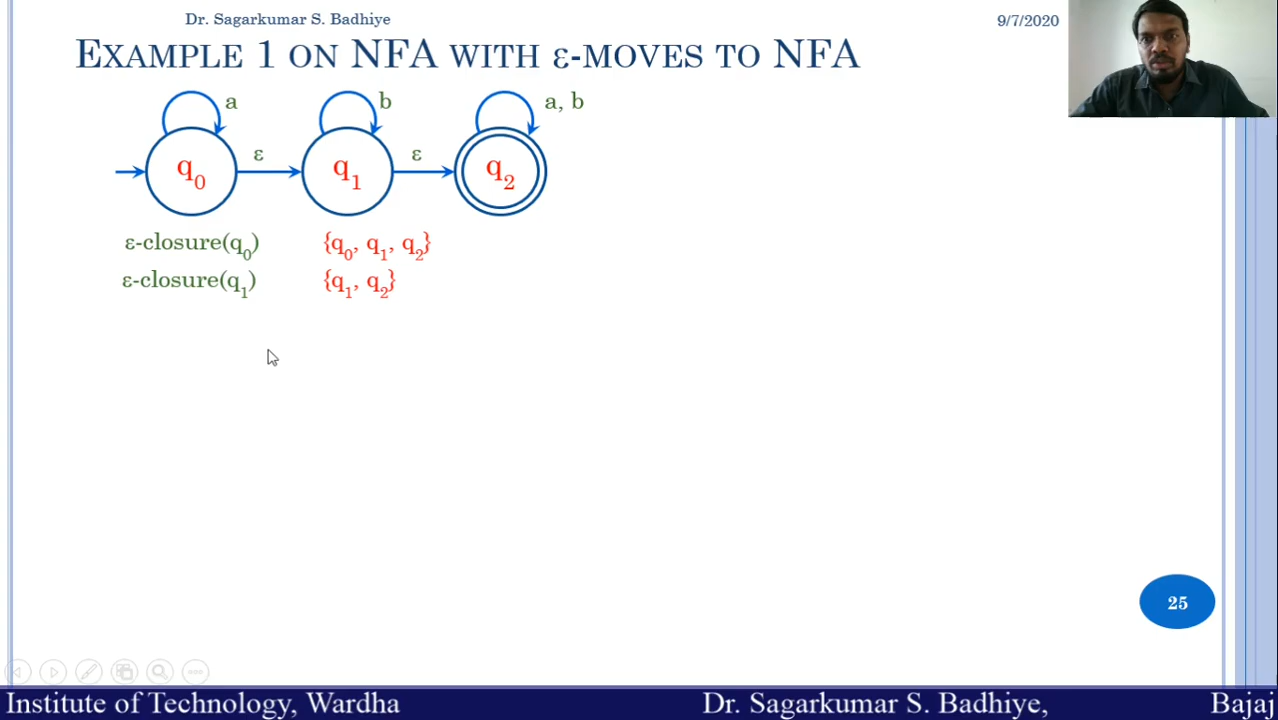 Dr. Sagarkumar S. Badhiye
9/7/2020
EXAMPLE 1 ON NFA WITH ε-MOVES TO NFA
a
b
a, b
ε
ε
q0
q1
q2
ε-closure(q0) {q0, q1, q2}
ε-closure(q1) {q1, q2}
25
Institute of Technology, Wardha Dr. Sagarkumar S. Badhiye, Bajaj